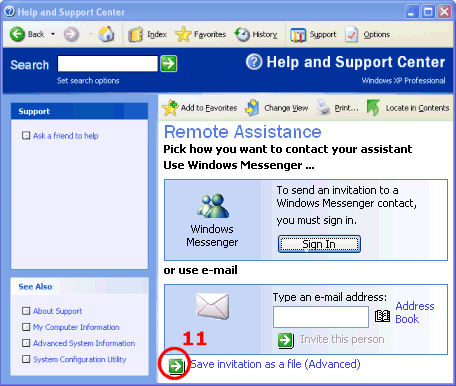 Help and Support Center
Back
Index
Favorites
History
Support
Options
Search
Set search options
Help and Support Center
Windows XP Professional
Support
Ask a friend to help
See Also
About Support
My Computer Information
Advanced System Information
System Configuration Utility
Add to Favorites
Change View
Print...
Locate in Contents
Remote Assistance
Pick how you want to contact your assistant
Use Windows Messenger ...
Windows
Messenger
To send an invitation to a
Windows Messenger contact,
you must sign in.
Sign In
or use e-mail
Type an e-mail address:
Address
Book
Invite this person
11
Save invitation as a file (Advanced)